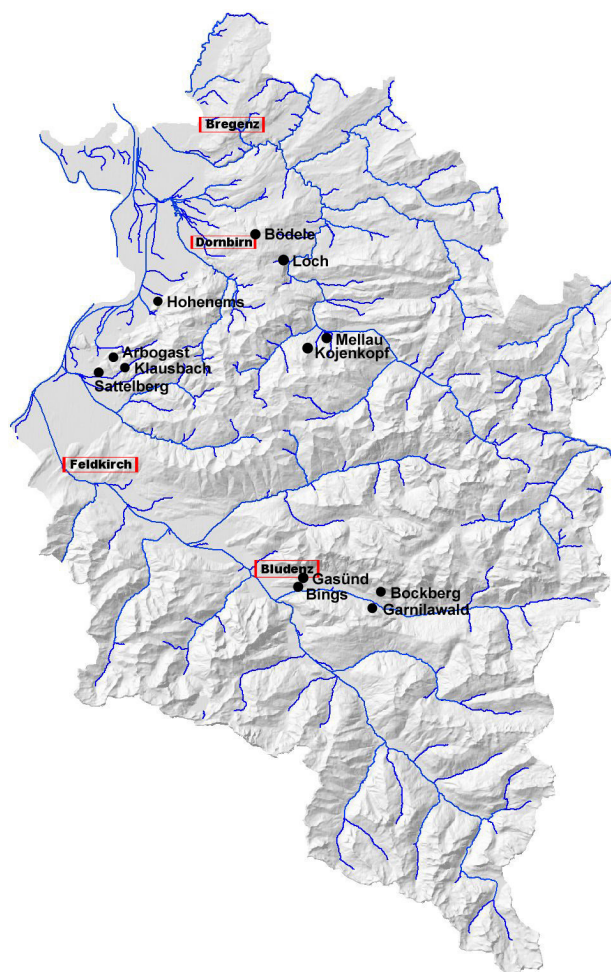 Bregenz
Bödele
Dornbirn
Loch
Hohenems
Mellau
Kojenkopf
Arbogast
Klausbach
Sattelberg
Feldkirch
Bludenz
Gasünd
Bings
Bockberg
Garnilawald